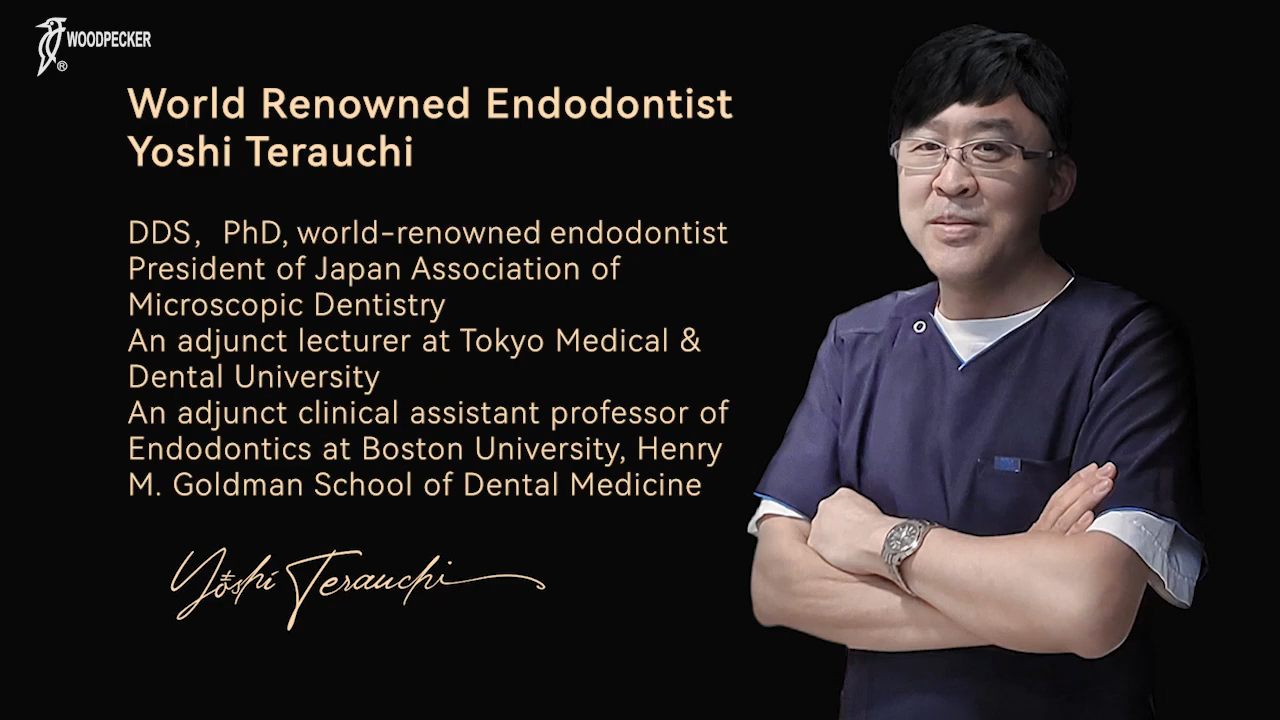 WOODPECKER
®
World Renowned Endodontist
Yoshi Terauchi
DDS, PhD, world-renowned endodontist
President of Japan Association of
Microscopic Dentistry
An adjunct lecturer at Tokyo Medical &
Dental University
An adjunct clinical assistant professor of
Endodontics at Boston University, Henry
M. Goldman School of Dental Medicine
Yoshi Terauchi